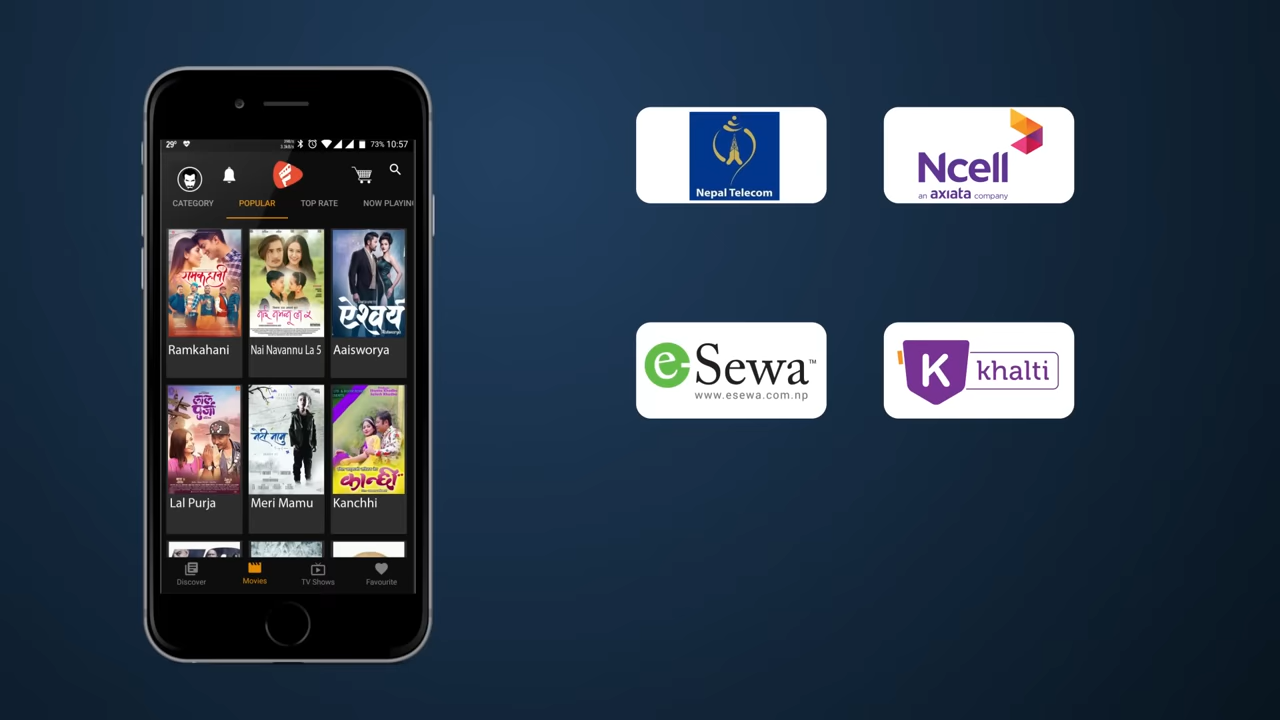 29°
73% 10:57
CATEGORY
POPULAR
TOP RATE
NOW PLAYIN
रामकहानी
ऐश्वर्य
Ramkahani
Nai Navannu La 5
Aaisworya
लाल
पुर्जा
मेरी मामु
कान्छी
Lal Purja
Meri Mamu
Kanchhi
Discover
Movies
TV Shows
Favourite
Nepal Telecom
Ncell
an axiata company
eSewa™
www.esewa.com.np
K khalti